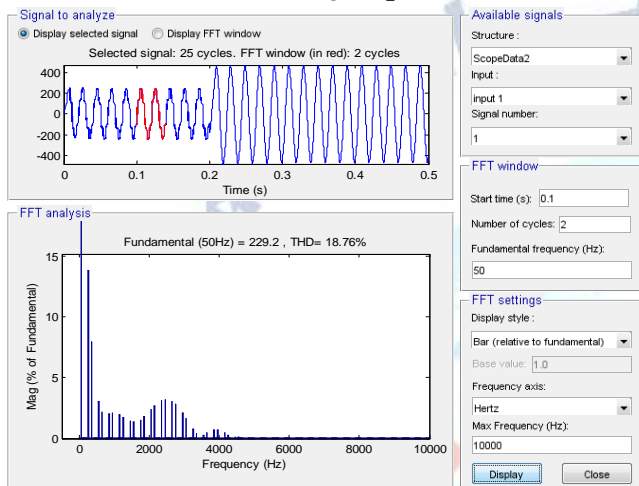 Signal to analyze
Display selected signal Display FFT window
Selected signal: 25 cycles. FFT window (in red): 2 cycles
400
200
0
-200
-400
0 0.1 0.2 0.3 0.4 0.5
Time (s)
FFT analysis
Fundamental (50Hz) = 229.2 , THD= 18.76%
15
10
5
0
Mag (% of Fundamental)
0 2000 4000 6000 8000 10000
Frequency (Hz)
Available signals
Structure :
ScopeData2
Input :
input 1
Signal number:
1
FFT window
Start time (s): 0.1
Number of cycles: 2
Fundamental frequency (Hz):
50
FFT settings
Display style :
Bar (relative to fundamental)
Base value: 1.0
Frequency axis:
Hertz
Max Frequency (Hz):
10000
Display Close